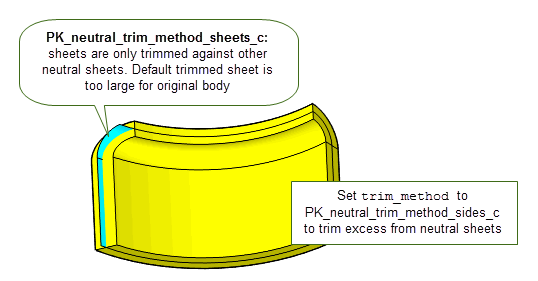 PK_neutral_trim_method_sheets_c:
sheets are only trimmed against other
neutral sheets. Default trimmed sheet is
too large for original body
Set trim_method to
PK_neutral_trim_method_sides_c
to trim excess from neutral sheets